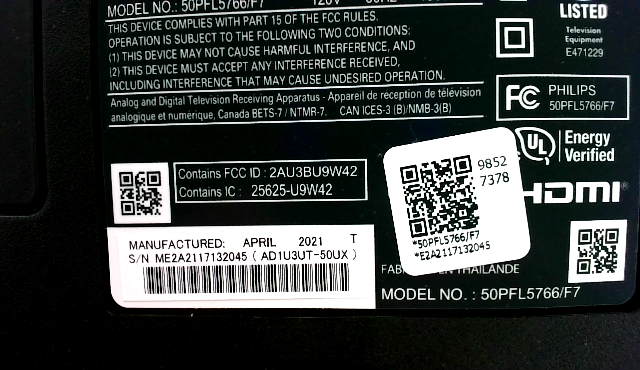 MODEL NO.: 50PFL5766/F7 120V
THIS DEVICE COMPLIES WITH PART 15 OF THE FCC RULES.
OPERATION IS SUBJECT TO THE FOLLOWING TWO CONDITIONS:
(1) THIS DEVICE MAY NOT CAUSE HARMFUL INTERFERENCE, AND
(2) THIS DEVICE MUST ACCEPT ANY INTERFERENCE RECEIVED,
INCLUDING INTERFERENCE THAT MAY CAUSE UNDESIRED OPERATION.
Analog and Digital Television Receiving Apparatus - Appareil de réception de télévision
analogique et numérique, Canada BETS-7 / NTMR-7. CAN ICES-3 (B)/NMB-3(B)
LISTED
Television
Equipment
E471229
FC PHILIPS
50PFL5766/F7
UL Energy
Verified
Contains FCC ID : 2AU3BU9W42
Contains IC : 25625-U9W42
9852
7378
*50PFL5766/F7
*E2A2117132045
HDMI
MANUFACTURED: APRIL 2021 T
S/N ME2A2117132045 ( AD1U3UT-50UX )
THAILANDE
MODEL NO. : 50PFL5766/F7